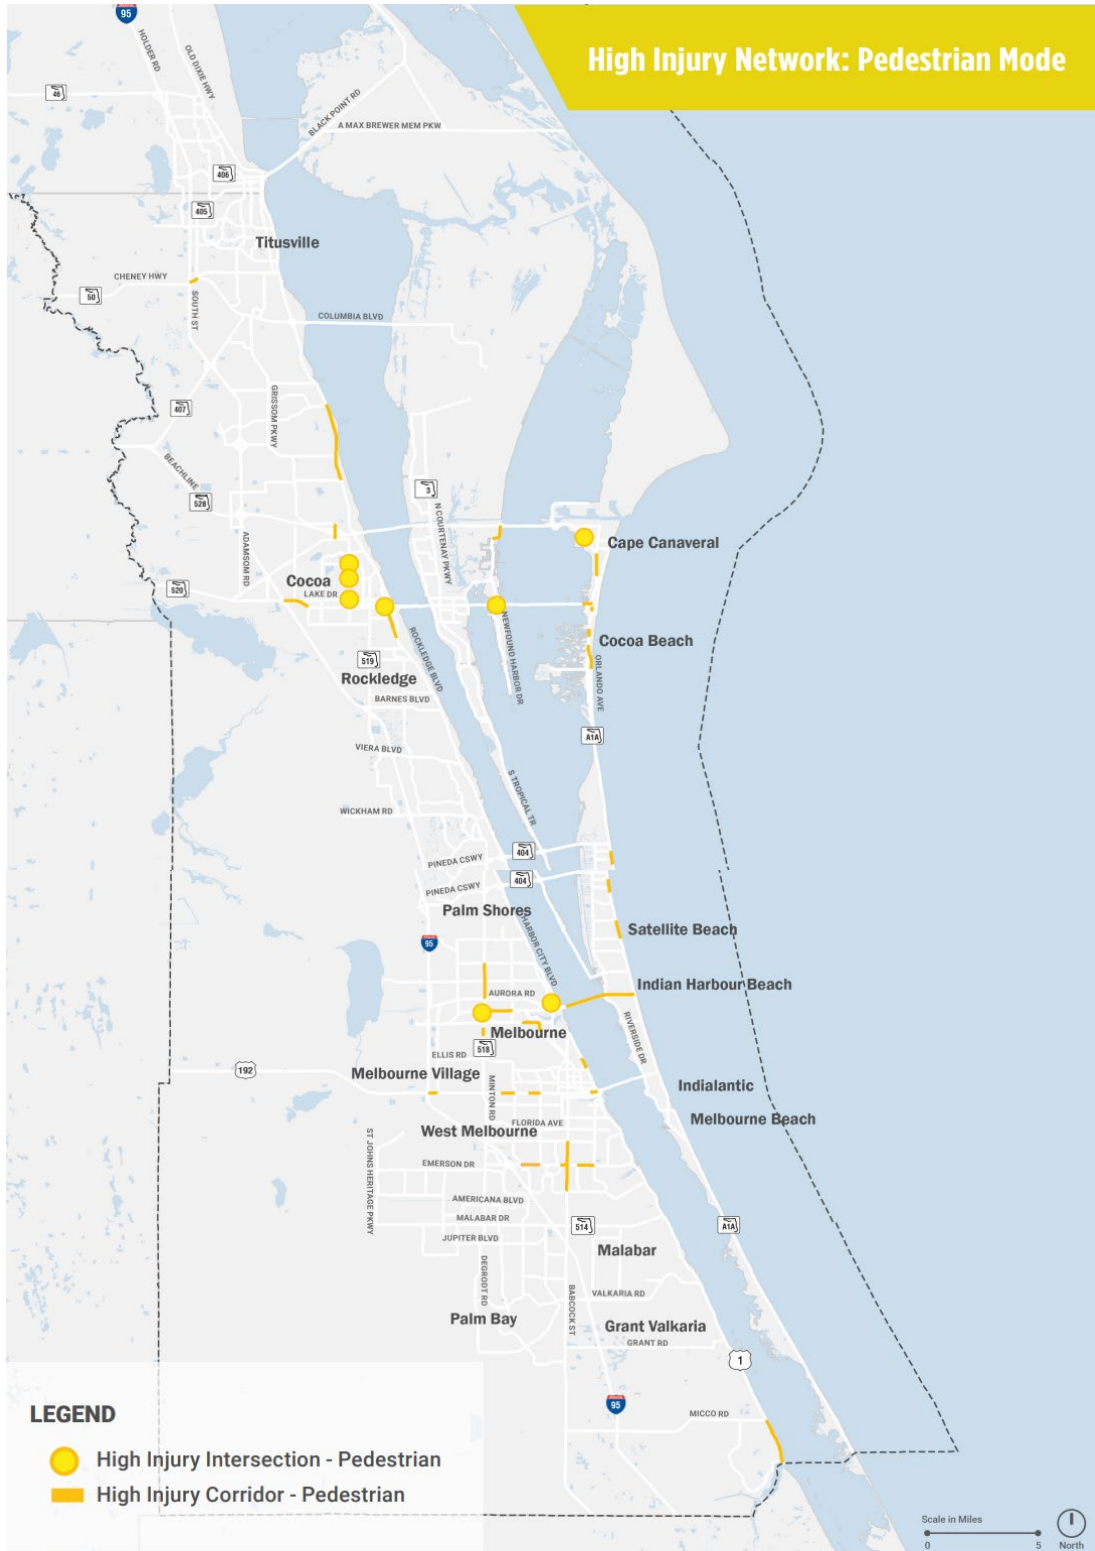 High Injury Network: Pedestrian Mode
95
HOLDER RD
OLD DIXIE HWY
46
BLACK POINT RD
A MAX BREWER MEM PKW
406
405
Titusville
CHENEY HWY
50
SOUTH ST
COLUMBIA BLVD
GRISSOM PKWY
407
BEACHLINE
528
3
N COURTENAY PKWY
ADAMSOM RD
Cape Canaveral
Cocoa
LAKE DR
520
ROCKLEDGE BLVD
NEWFOUND HARBOR DR
Cocoa Beach
ORLANDO AVE
519
Rockledge
BARNES BLVD
A1A
VIERA BLVD
S TROPICAL TR
WICKHAM RD
404
PINEDA CSWY
404
PINEDA CSWY
Palm Shores
HARBOR CITY BLVD
Satellite Beach
95
Indian Harbour Beach
AURORA RD
RIVERSIDE DR
Melbourne
518
ELLIS RD
192
Melbourne Village
MINTON RD
Indialantic
Melbourne Beach
FLORIDA AVE
West Melbourne
ST JOHNS HERITAGE PKWY
EMERSON DR
AMERICANA BLVD
MALABAR DR
514
A1A
JUPITER BLVD
Malabar
DEGRODT RD
BABCOCK ST
VALKARIA RD
Palm Bay
Grant Valkaria
GRANT RD
1
95
MICCO RD
LEGEND
High Injury Intersection - Pedestrian
High Injury Corridor - Pedestrian
Scale in Miles
0 5
North